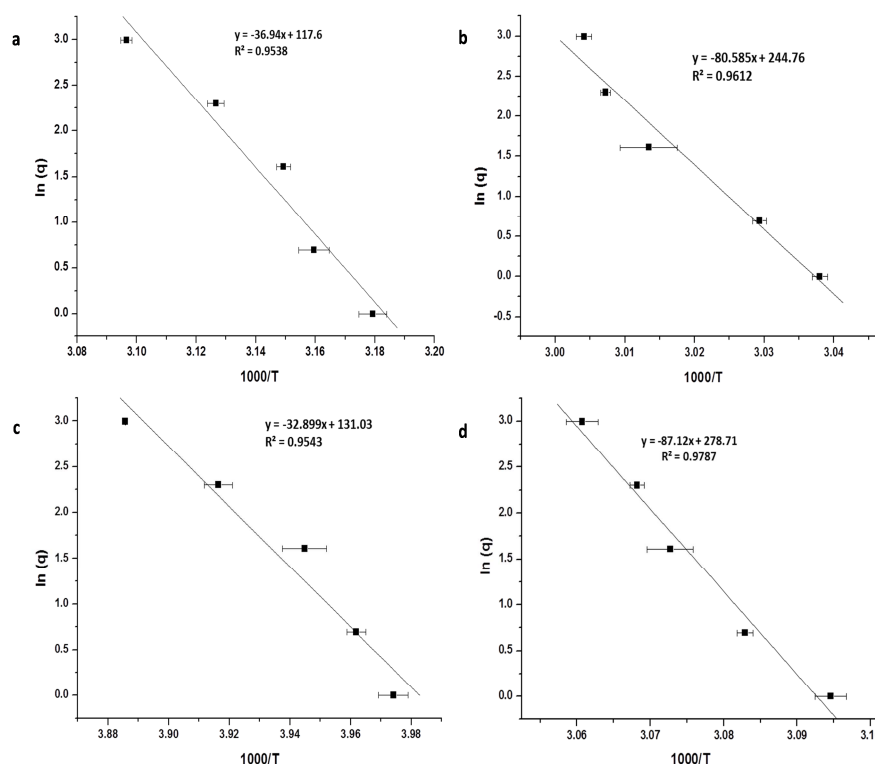 a
y = -36.94x + 117.6
R² = 0.9538
ln (q)
3.0
2.5
2.0
1.5
1.0
0.5
0.0
3.08 3.10 3.12 3.14 3.16 3.18 3.20
1000/T
b
y = -80.585x + 244.76
R² = 0.9612
ln (q)
3.0
2.5
2.0
1.5
1.0
0.5
0.0
-0.5
3.00 3.01 3.02 3.03 3.04
1000/T
c
y = -32.899x + 131.03
R² = 0.9543
ln (q)
3.0
2.5
2.0
1.5
1.0
0.5
0.0
3.88 3.90 3.92 3.94 3.96 3.98
1000/T
d
y = -87.12x + 278.71
R² = 0.9787
ln (q)
3.0
2.5
2.0
1.5
1.0
0.5
0.0
3.06 3.07 3.08 3.09 3.1
1000/T